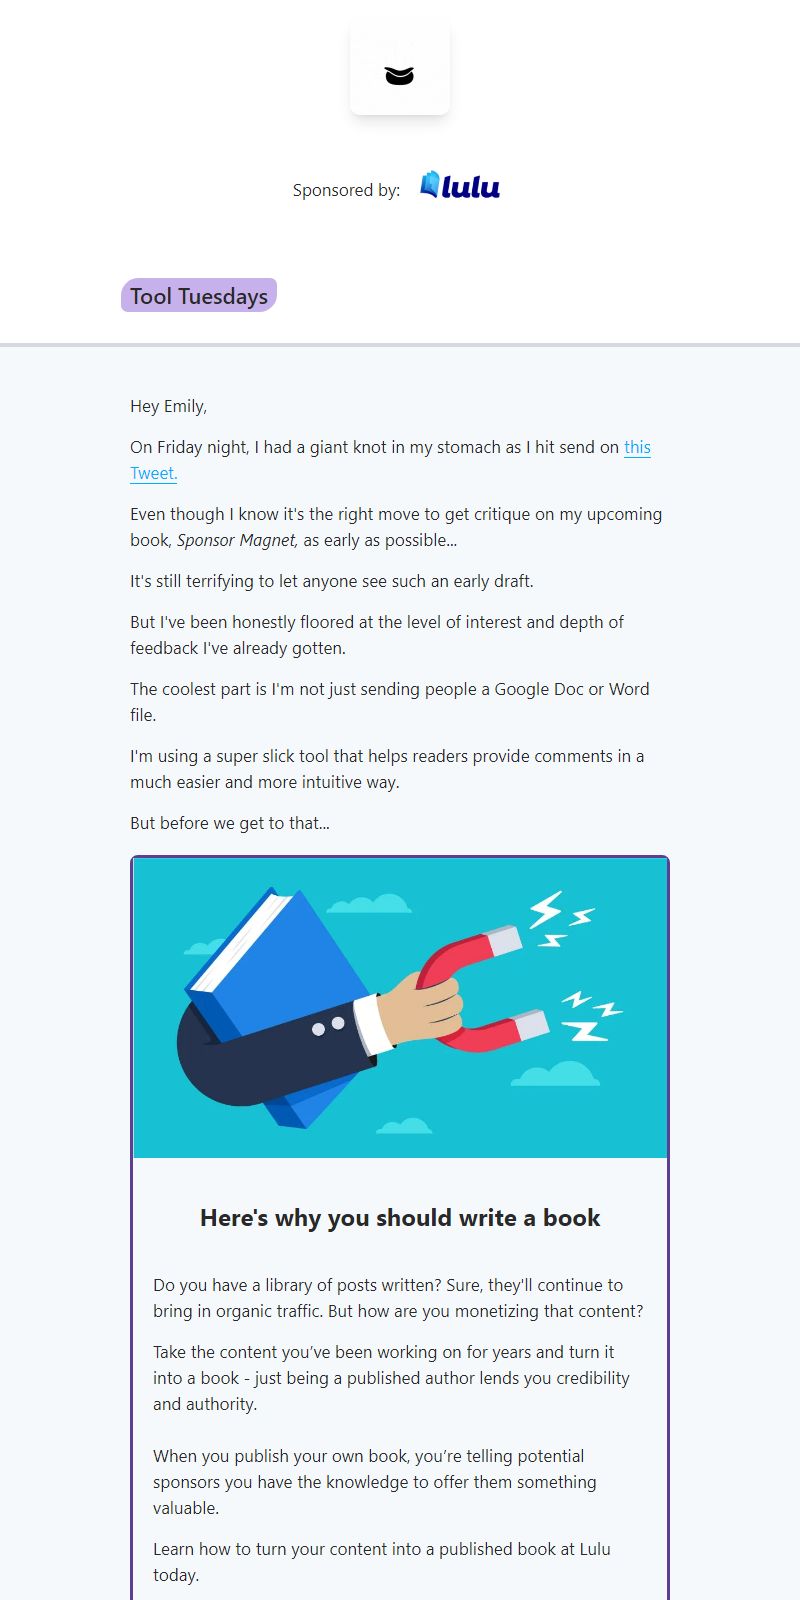 Sponsored by: lulu
Tool Tuesdays
Hey Emily,
On Friday night, I had a giant knot in my stomach as I hit send on this
Tweet.
Even though I know it's the right move to get critique on my upcoming
book, Sponsor Magnet, as early as possible...
It's still terrifying to let anyone see such an early draft.
But I've been honestly floored at the level of interest and depth of
feedback I've already gotten.
The coolest part is I'm not just sending people a Google Doc or Word
file.
I'm using a super slick tool that helps readers provide comments in a
much easier and more intuitive way.
But before we get to that...
Here's why you should write a book
Do you have a library of posts written? Sure, they'll continue to
bring in organic traffic. But how are you monetizing that content?
Take the content you’ve been working on for years and turn it
into a book - just being a published author lends you credibility
and authority.
When you publish your own book, you’re telling potential
sponsors you have the knowledge to offer them something
valuable.
Learn how to turn your content into a published book at Lulu
today.